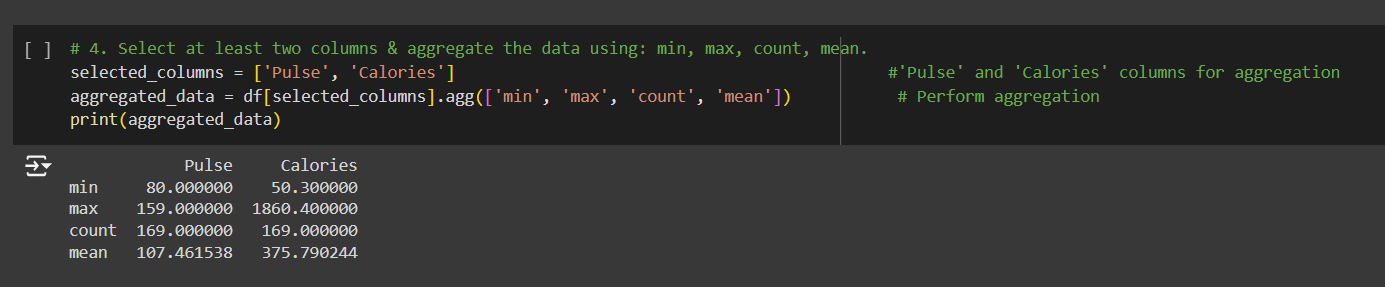 [ ] # 4. Select at least two columns & aggregate the data using: min, max, count, mean.
selected_columns = ['Pulse', 'Calories'] #'Pulse' and 'Calories' columns for aggregation
aggregated_data = df[selected_columns].agg(['min', 'max', 'count', 'mean']) # Perform aggregation
print(aggregated_data)
Pulse Calories
min 80.000000 50.300000
max 159.000000 1860.400000
count 169.000000 169.000000
mean 107.461538 375.790244